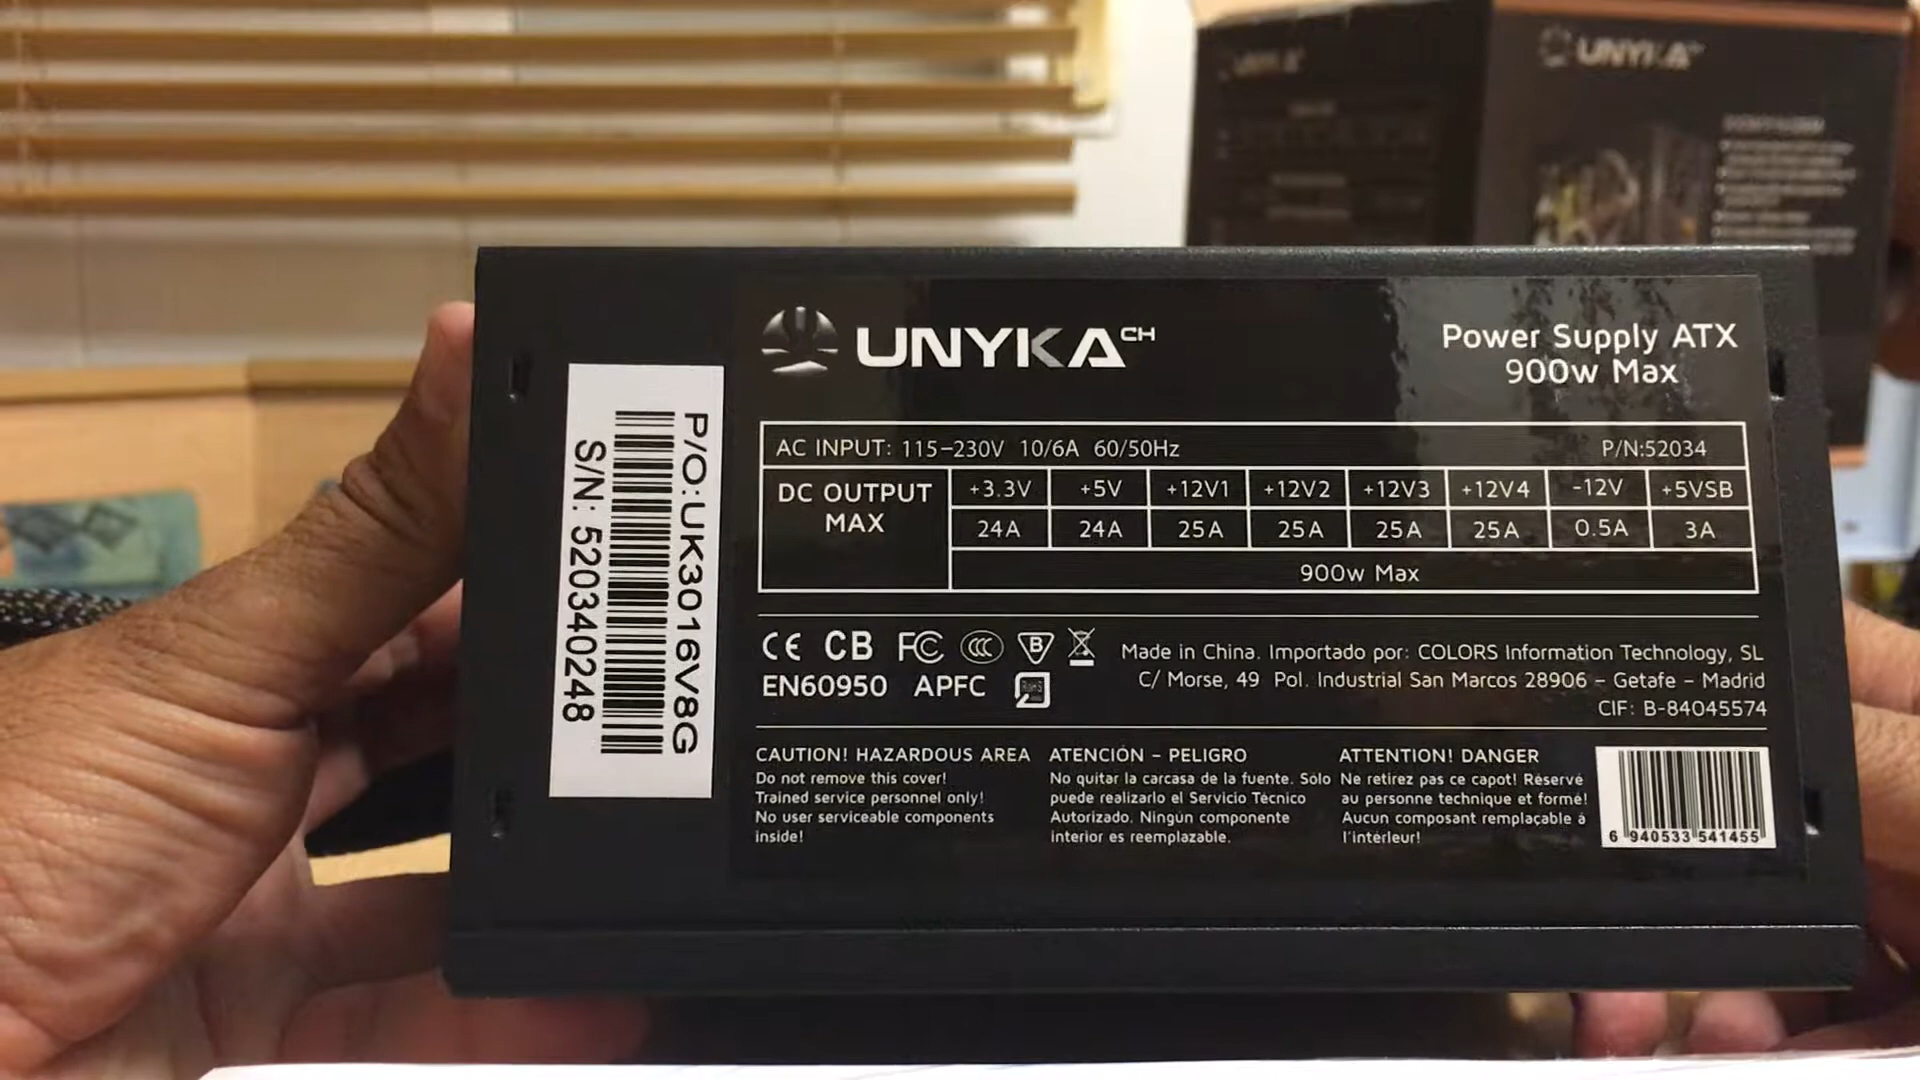 UNYKA
UNYKA CH
Power Supply ATX
900w Max
P/O:UK3016V8G
S/N: 520340248
AC INPUT: 115-230V 10/6A 60/50Hz P/N:52034
DC OUTPUT MAX +3.3V +5V +12V1 +12V2 +12V3 +12V4 -12V +5VSB
24A 24A 25A 25A 25A 25A 0.5A 3A
900w Max
CE CB FC CCC B
EN60950 APFC
Made in China. Importado por: COLORS Information Technology, SL
C/ Morse, 49 Pol. Industrial San Marcos 28906 – Getafe – Madrid
CIF: B-84045574
CAUTION! HAZARDOUS AREA
Do not remove this cover!
Trained service personnel only!
No user serviceable components
inside!
ATENCIÓN – PELIGRO
No quitar la carcasa de la fuente. Sólo
puede realizarlo el Servicio Técnico
Autorizado. Ningún componente
interior es reemplazable.
ATTENTION! DANGER
Ne retirez pas ce capot! Réservé
au personne technique et formé!
Aucun composant remplaçable à
l'intérieur!
6 940533 541455